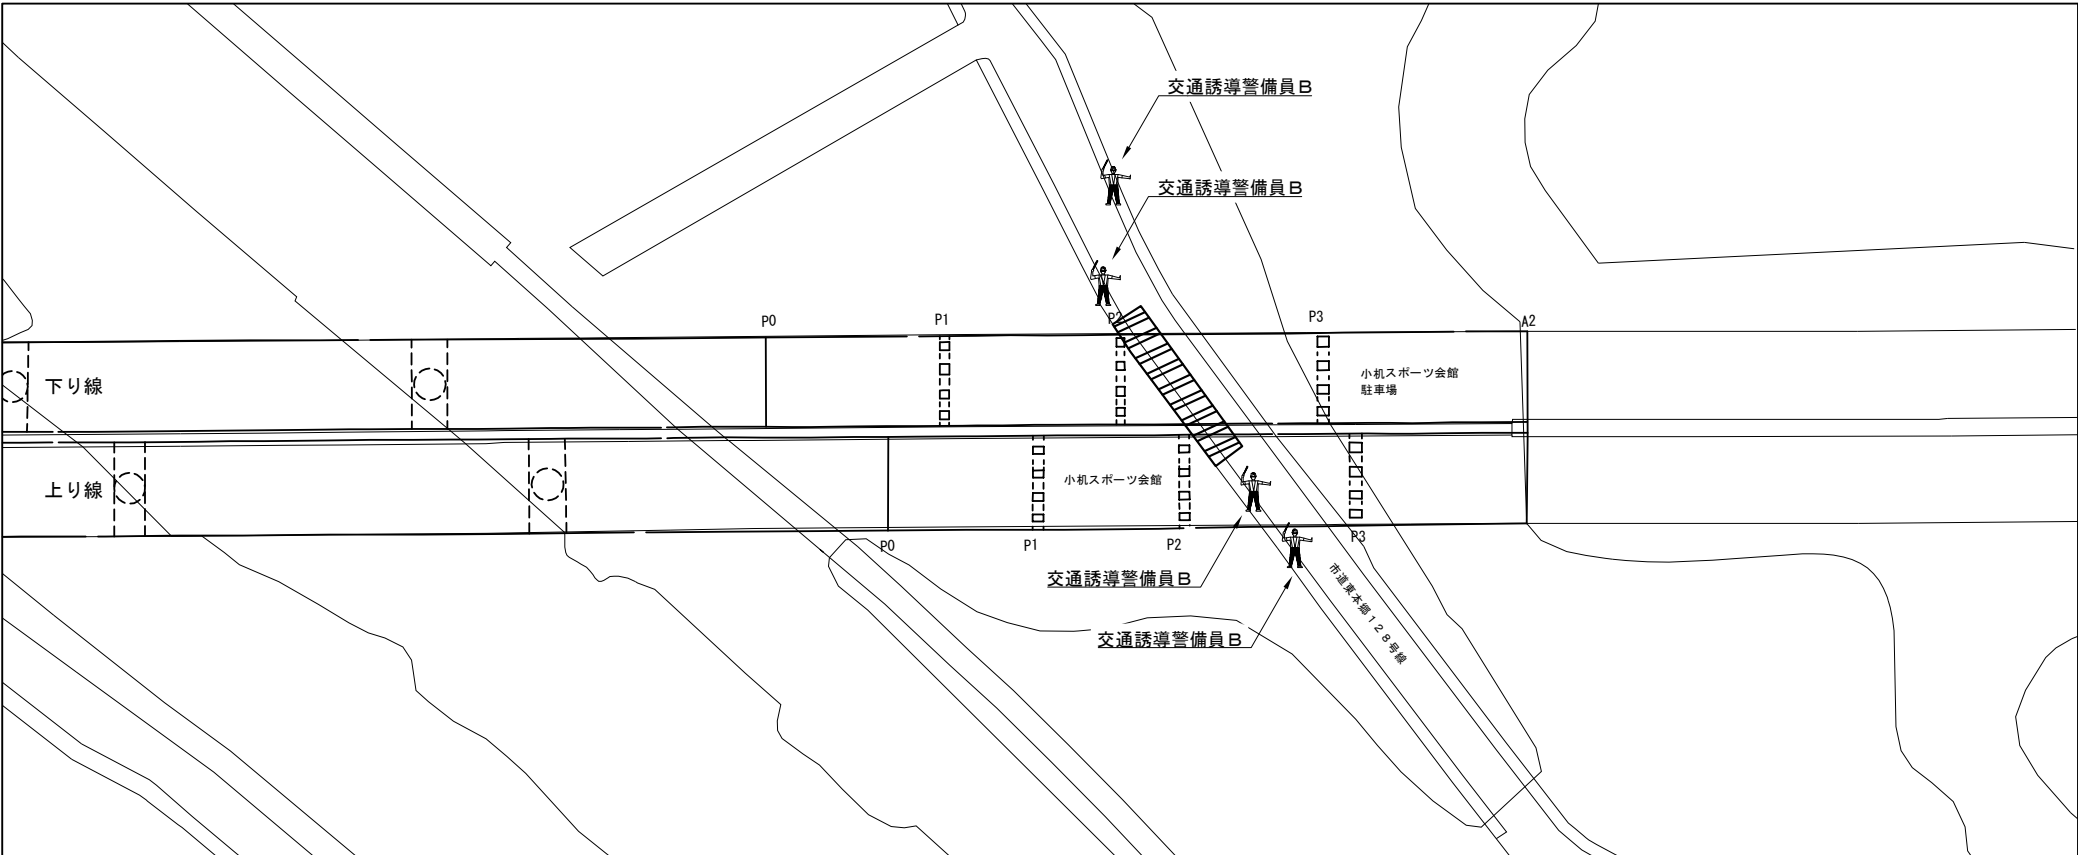 交通誘導警備員B
交通誘導警備員B
P0
P1
P2
P3
A2
下り線
小机スポーツ会館
駐車場
上り線
小机スポーツ会館
P0
P1
P2
P3
交通誘導警備員B
交通誘導警備員B
市道東本郷128号線